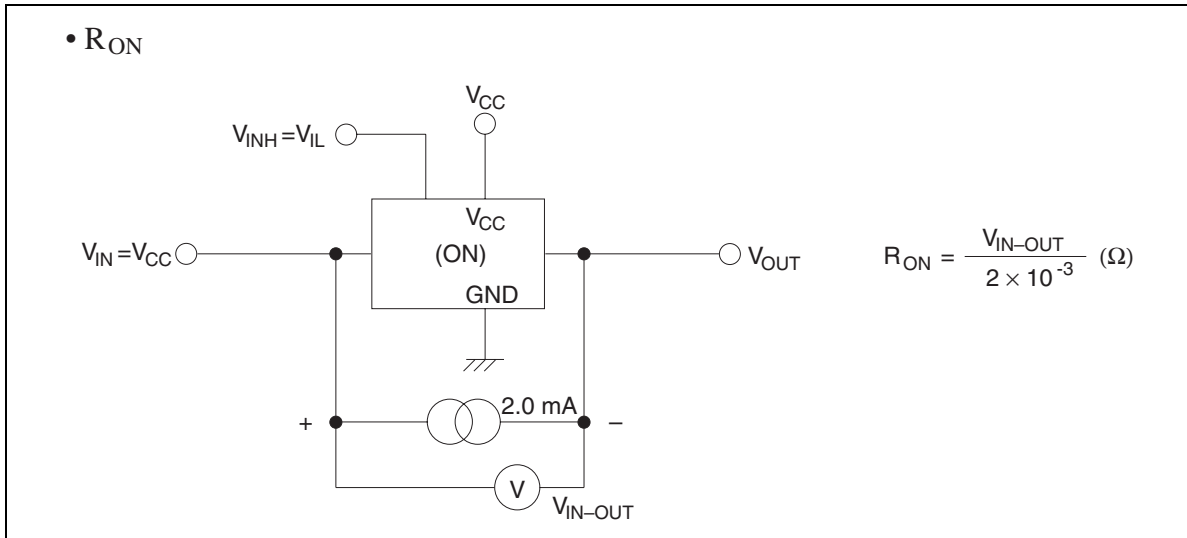 • RON
VCC
VINH=VIL
VCC
VIN=VCC
(ON)
VOUT
GND
RON = VIN–OUT / 2 × 10-3 (Ω)
2.0 mA
+
–
V
VIN–OUT